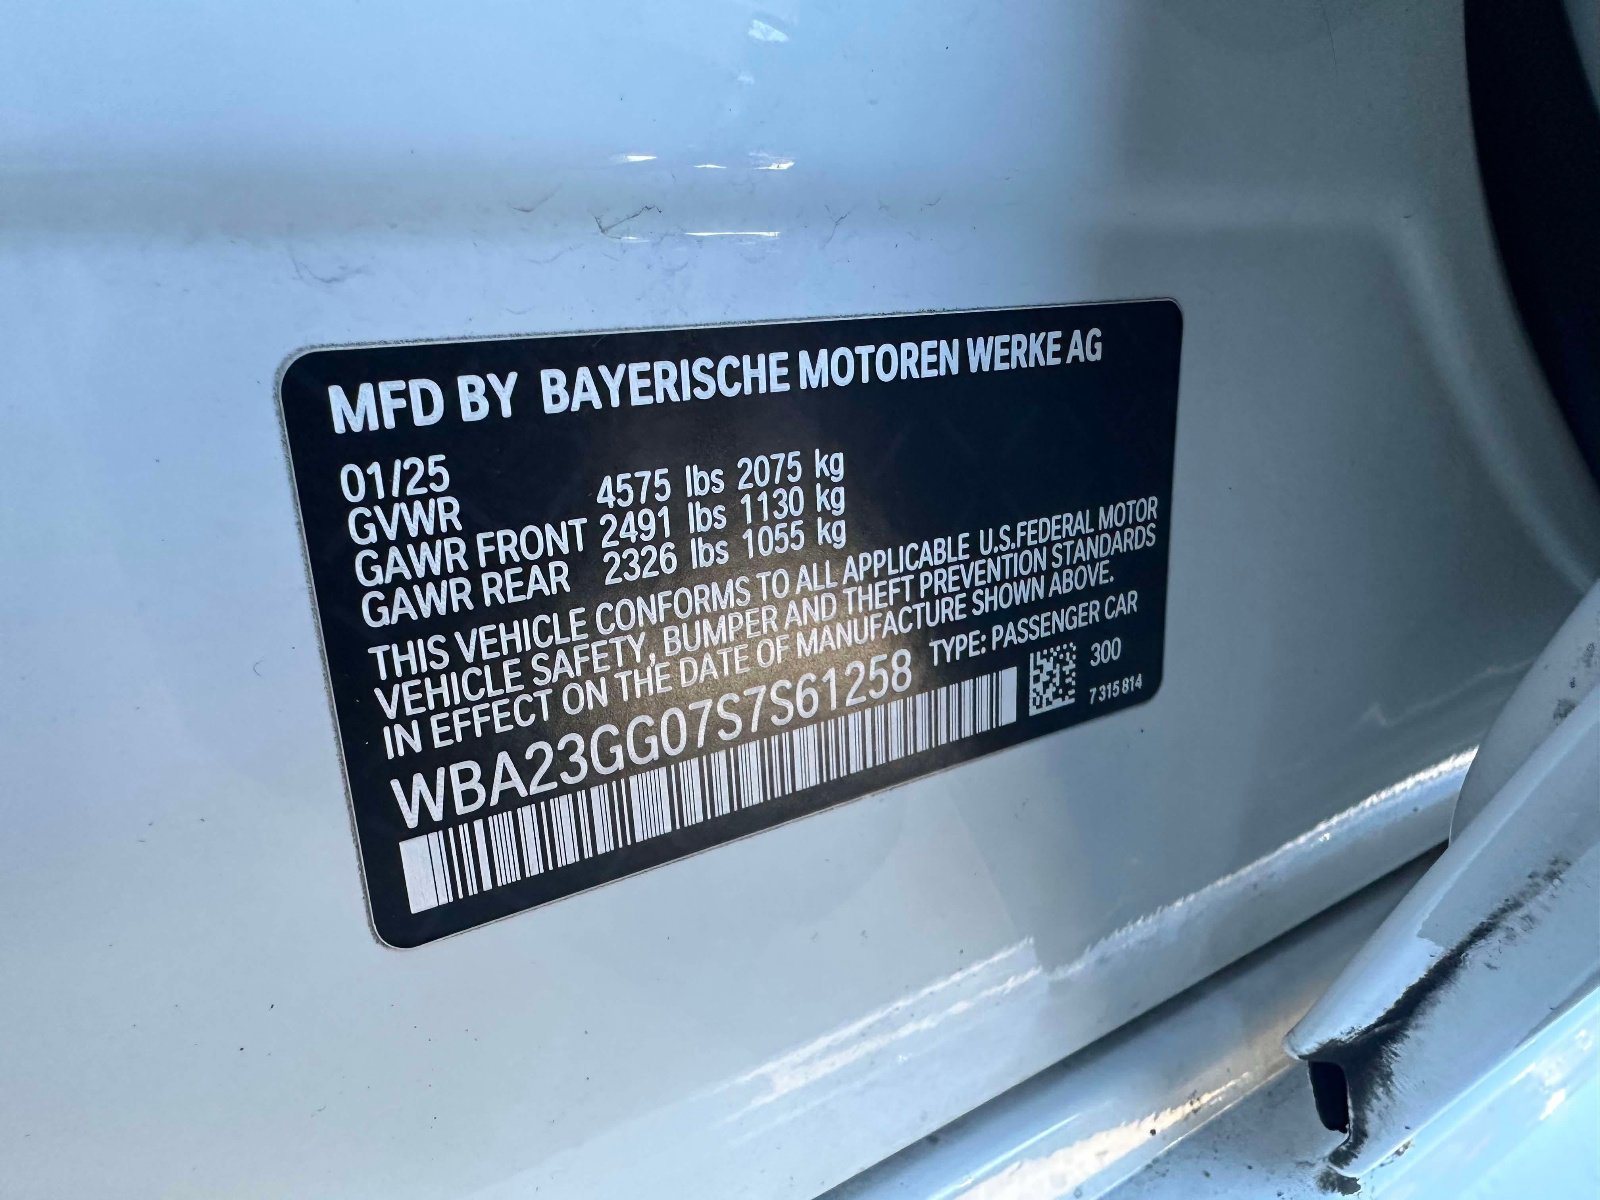 MFD BY BAYERISCHE MOTOREN WERKE AG
01/25
GVWR 4575 lbs 2075 kg
GAWR FRONT 2491 lbs 1130 kg
GAWR REAR 2326 lbs 1055 kg
THIS VEHICLE CONFORMS TO ALL APPLICABLE U.S.FEDERAL MOTOR
VEHICLE SAFETY, BUMPER AND THEFT PREVENTION STANDARDS
IN EFFECT ON THE DATE OF MANUFACTURE SHOWN ABOVE.
WBA23GG07S7S61258 TYPE: PASSENGER CAR
300
7 315 814